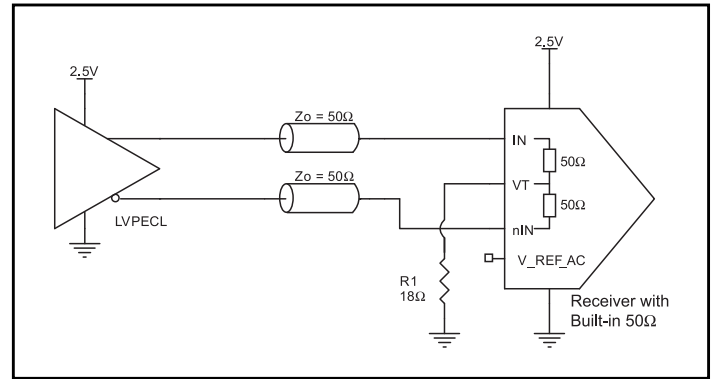 2.5V
2.5V
Zo = 50Ω
Zo = 50Ω
LVPECL
IN
50Ω
VT
50Ω
nIN
V_REF_AC
R1
18Ω
Receiver with
Built-in 50Ω